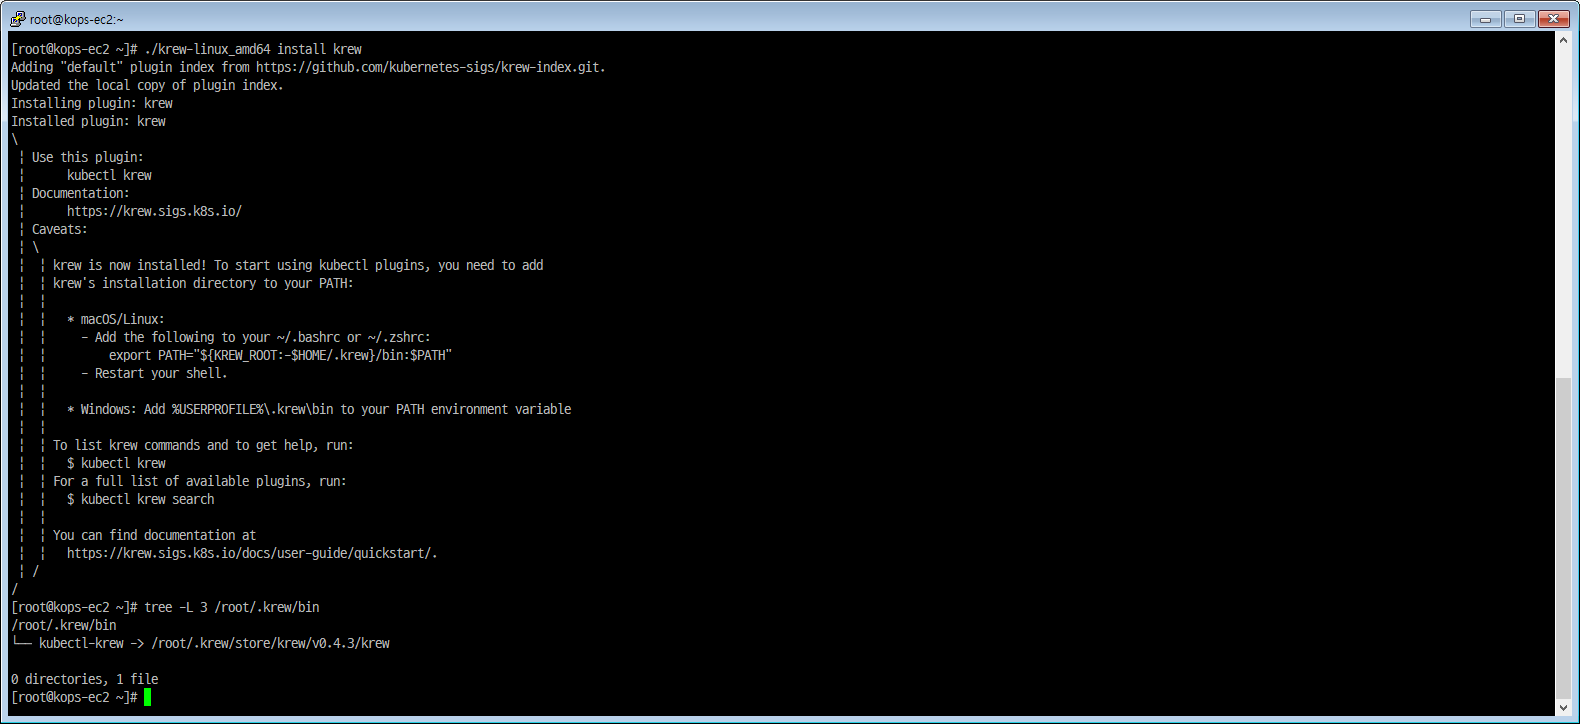 root@kops-ec2:~
[root@kops-ec2 ~]# ./krew-linux_amd64 install krew
Adding "default" plugin index from https://github.com/kubernetes-sigs/krew-index.git.
Updated the local copy of plugin index.
Installing plugin: krew
Installed plugin: krew
\
 ¦ Use this plugin:
 ¦      kubectl krew
 ¦ Documentation:
 ¦      https://krew.sigs.k8s.io/
 ¦ Caveats:
 ¦ \
 ¦  ¦ krew is now installed! To start using kubectl plugins, you need to add
 ¦  ¦ krew's installation directory to your PATH:
 ¦  ¦
 ¦  ¦   * macOS/Linux:
 ¦  ¦     - Add the following to your ~/.bashrc or ~/.zshrc:
 ¦  ¦         export PATH="${KREW_ROOT:-$HOME/.krew}/bin:$PATH"
 ¦  ¦     - Restart your shell.
 ¦  ¦
 ¦  ¦   * Windows: Add %USERPROFILE%\.krew\bin to your PATH environment variable
 ¦  ¦
 ¦  ¦ To list krew commands and to get help, run:
 ¦  ¦   $ kubectl krew
 ¦  ¦ For a full list of available plugins, run:
 ¦  ¦   $ kubectl krew search
 ¦  ¦
 ¦  ¦ You can find documentation at
 ¦  ¦   https://krew.sigs.k8s.io/docs/user-guide/quickstart/.
 ¦ /
/
[root@kops-ec2 ~]# tree -L 3 /root/.krew/bin
/root/.krew/bin
└── kubectl-krew -> /root/.krew/store/krew/v0.4.3/krew

0 directories, 1 file
[root@kops-ec2 ~]#